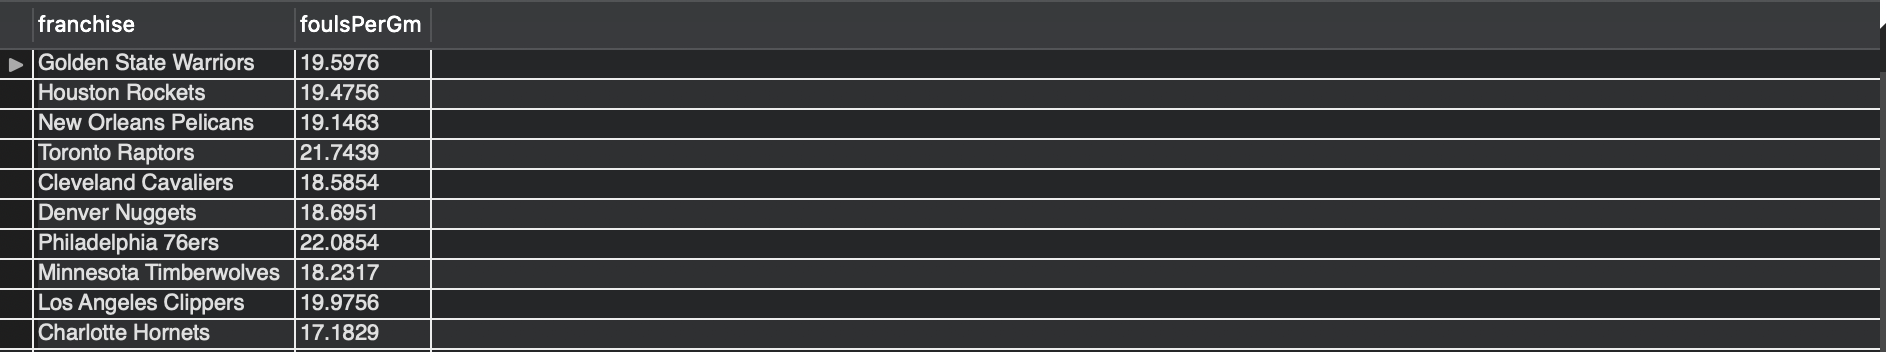 franchise foulsPerGm
Golden State Warriors 19.5976
Houston Rockets 19.4756
New Orleans Pelicans 19.1463
Toronto Raptors 21.7439
Cleveland Cavaliers 18.5854
Denver Nuggets 18.6951
Philadelphia 76ers 22.0854
Minnesota Timberwolves 18.2317
Los Angeles Clippers 19.9756
Charlotte Hornets 17.1829